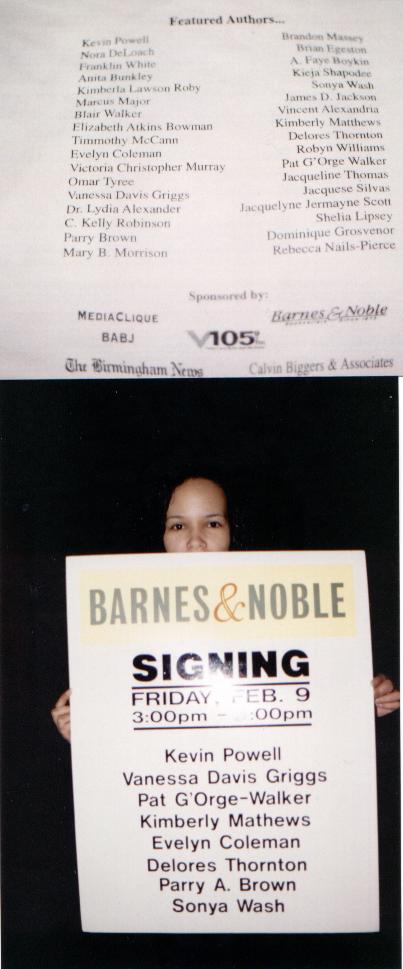 Featured Authors...
Kevin Powell
Nora DeLoach
Franklin White
Anita Bunkley
Kimberla Lawson Roby
Marcus Major
Blair Walker
Elizabeth Atkins Bowman
Timmothy McCann
Evelyn Coleman
Victoria Christopher Murray
Omar Tyree
Vanessa Davis Griggs
Dr. Lydia Alexander
C. Kelly Robinson
Parry Brown
Mary B. Morrison
Brandon Massey
Brian Egeston
A. Faye Boykin
Kieja Shapodee
Sonya Wash
James D. Jackson
Vincent Alexandria
Kimberly Matthews
Delores Thornton
Robyn Williams
Pat G'Orge Walker
Jacqueline Thomas
Jacquese Silvas
Jacquelyne Jermayne Scott
Shelia Lipsey
Dominique Grosvenor
Rebecca Nails-Pierce
Sponsored by:
MEDIACLIQUE
BABJ
V105
Barnes & Noble
The Birmingham News
Calvin Biggers & Associates
BARNES & NOBLE
SIGNING
FRIDAY, FEB. 9
3:00pm - :00pm
Kevin Powell
Vanessa Davis Griggs
Pat G'Orge-Walker
Kimberly Mathews
Evelyn Coleman
Delores Thornton
Parry A. Brown
Sonya Wash